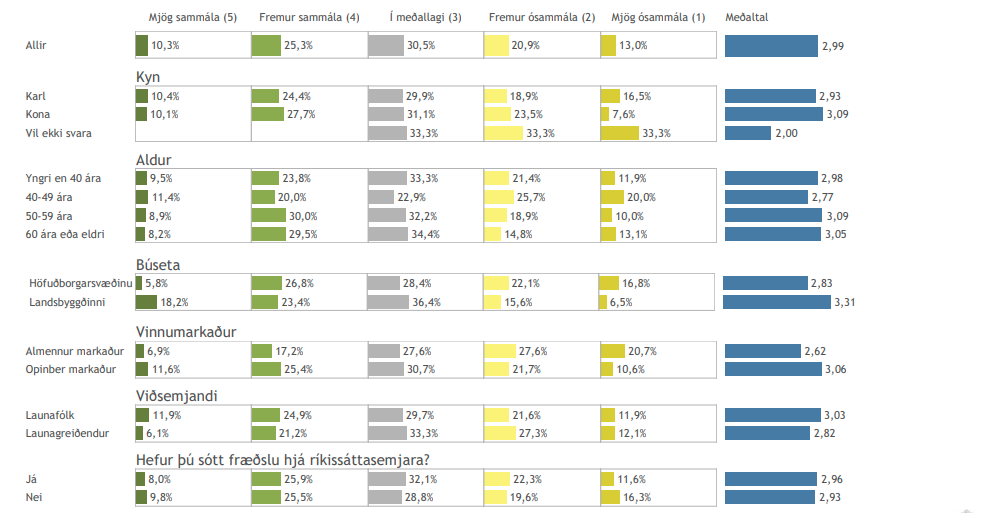 Mjög sammála (5) Fremur sammála (4) Í meðallagi (3) Fremur ósammála (2) Mjög ósammála (1) Meðaltal
Allir 10,3% 25,3% 30,5% 20,9% 13,0% 2,99
Kyn
Karl 10,4% 24,4% 29,9% 18,9% 16,5% 2,93
Kona 10,1% 27,7% 31,1% 23,5% 7,6% 3,09
Vil ekki svara 33,3% 33,3% 33,3% 2,00
Aldur
Yngri en 40 ára 9,5% 23,8% 33,3% 21,4% 11,9% 2,98
40-49 ára 11,4% 20,0% 22,9% 25,7% 20,0% 2,77
50-59 ára 8,9% 30,0% 32,2% 18,9% 10,0% 3,09
60 ára eða eldri 8,2% 29,5% 34,4% 14,8% 13,1% 3,05
Búseta
Höfuðborgarsvæðinu 5,8% 26,8% 28,4% 22,1% 16,8% 2,83
Landsbyggðinni 18,2% 23,4% 36,4% 15,6% 6,5% 3,31
Vinnumarkaður
Almennur markaður 6,9% 17,2% 27,6% 27,6% 20,7% 2,62
Opinber markaður 11,6% 25,4% 30,7% 21,7% 10,6% 3,06
Viðsemjandi
Launafólk 11,9% 24,9% 29,7% 21,6% 11,9% 3,03
Launagreiðendur 6,1% 21,2% 33,3% 27,3% 12,1% 2,82
Hefur þú sótt fræðslu hjá ríkissáttasemjara?
Já 8,0% 25,9% 32,1% 22,3% 11,6% 2,96
Nei 9,8% 25,5% 28,8% 19,6% 16,3% 2,93